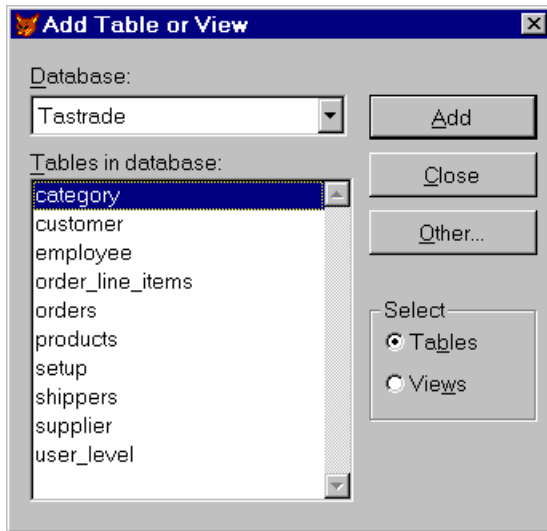 Add Table or View
Database:
Tastrade
Add
Tables in database:
Close
category
customer
Other...
employee
order_line_items
orders
Select
products
Tables
setup
Views
shippers
supplier
user_level